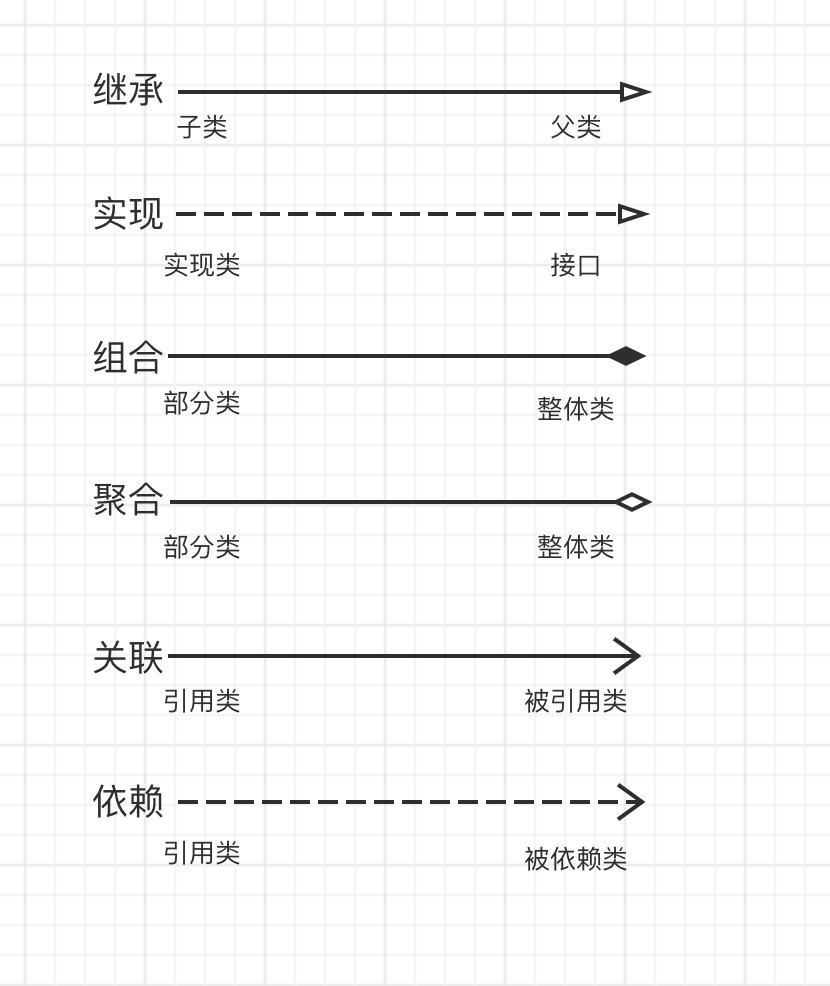 继承
子类 父类
实现
实现类 接口
组合
部分类 整体类
聚合
部分类 整体类
关联
引用类 被引用类
依赖
引用类 被依赖类